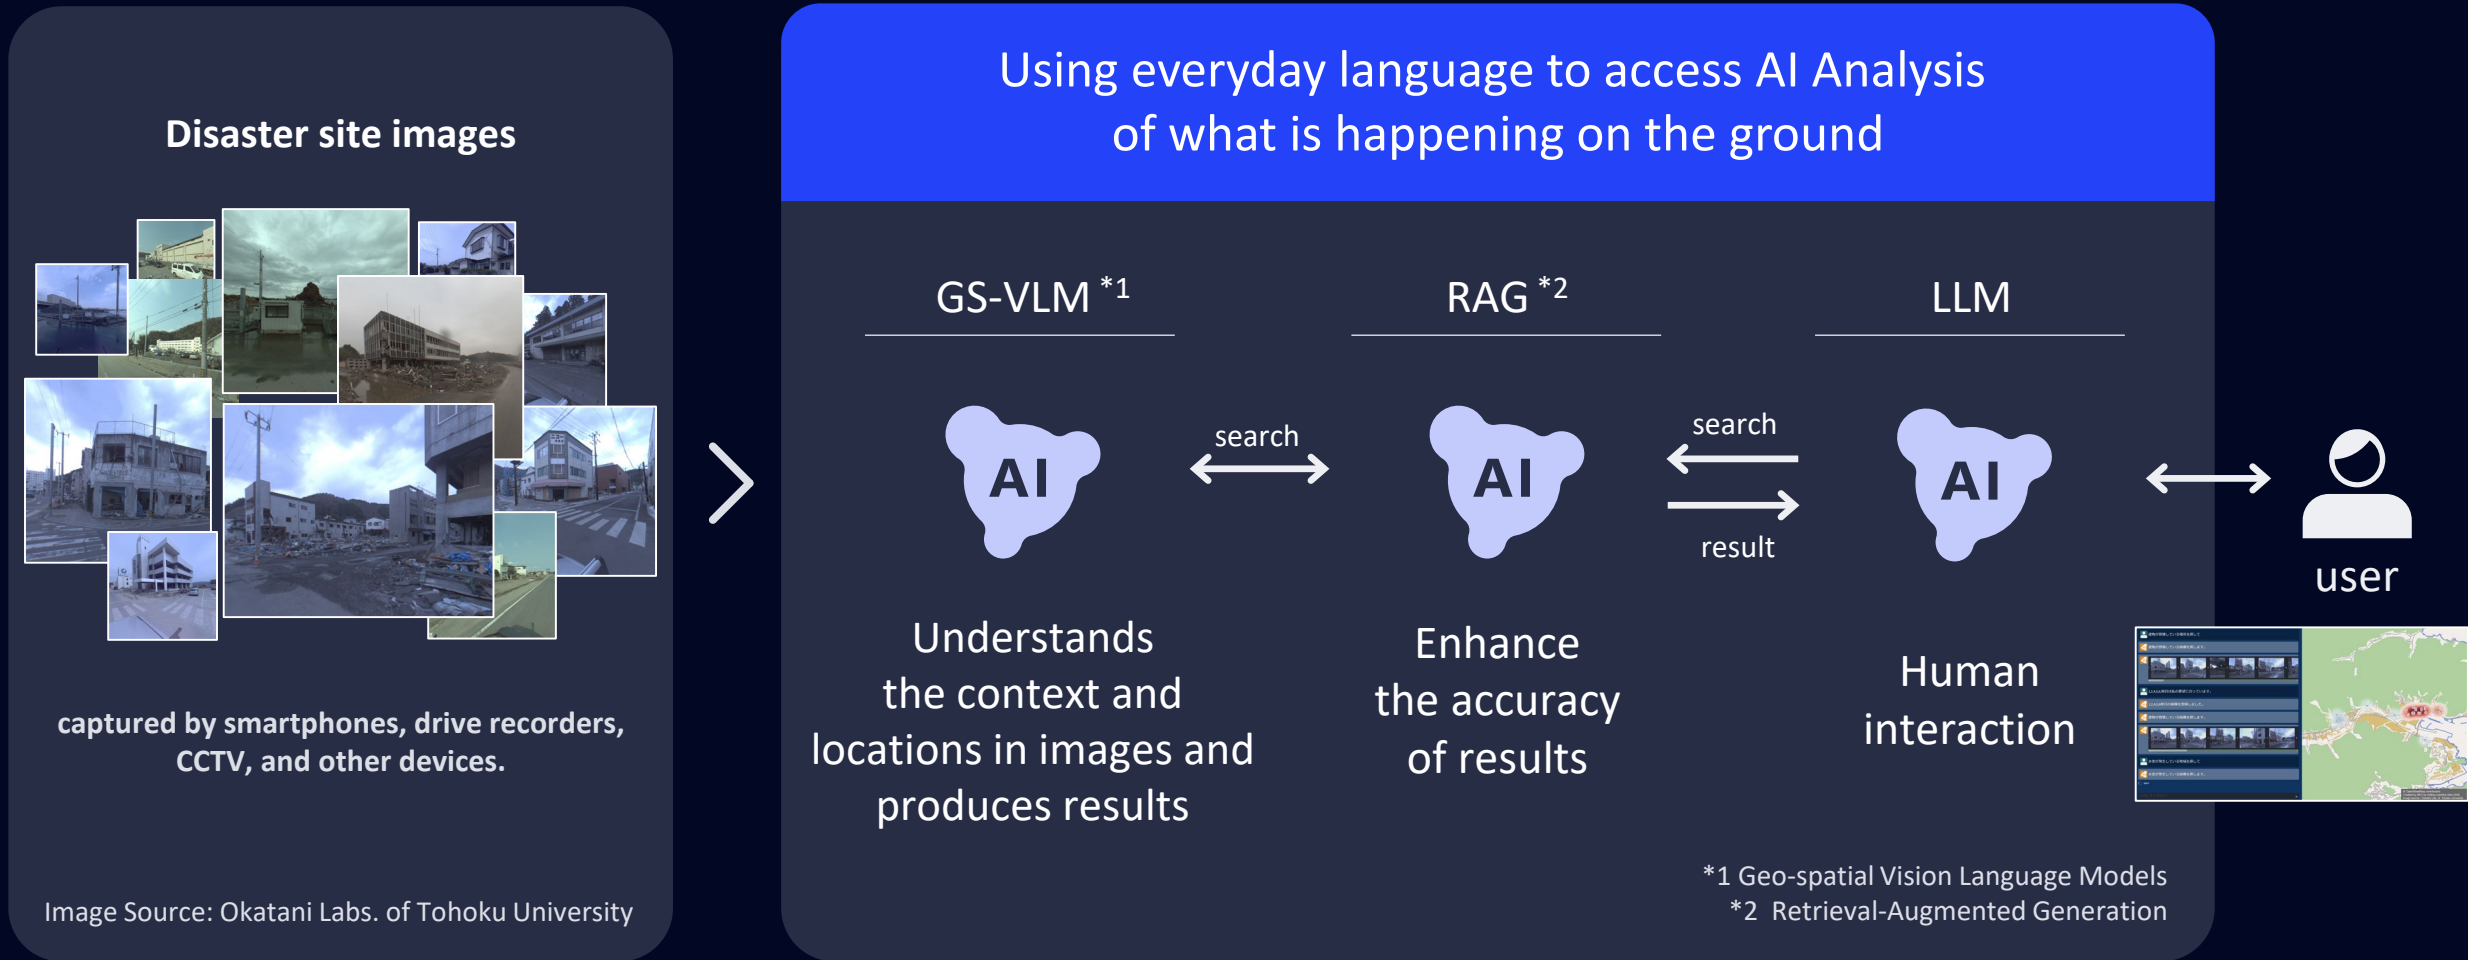 Disaster site images
captured by smartphones, drive recorders,
CCTV, and other devices.
Image Source: Okatani Labs. of Tohoku University
Using everyday language to access AI Analysis
of what is happening on the ground
GS-VLM *1
AI
Understands
the context and
locations in images and
produces results
search
RAG *2
AI
Enhance
the accuracy
of results
search
result
LLM
AI
Human
interaction
user
*1 Geo-spatial Vision Language Models
*2 Retrieval-Augmented Generation